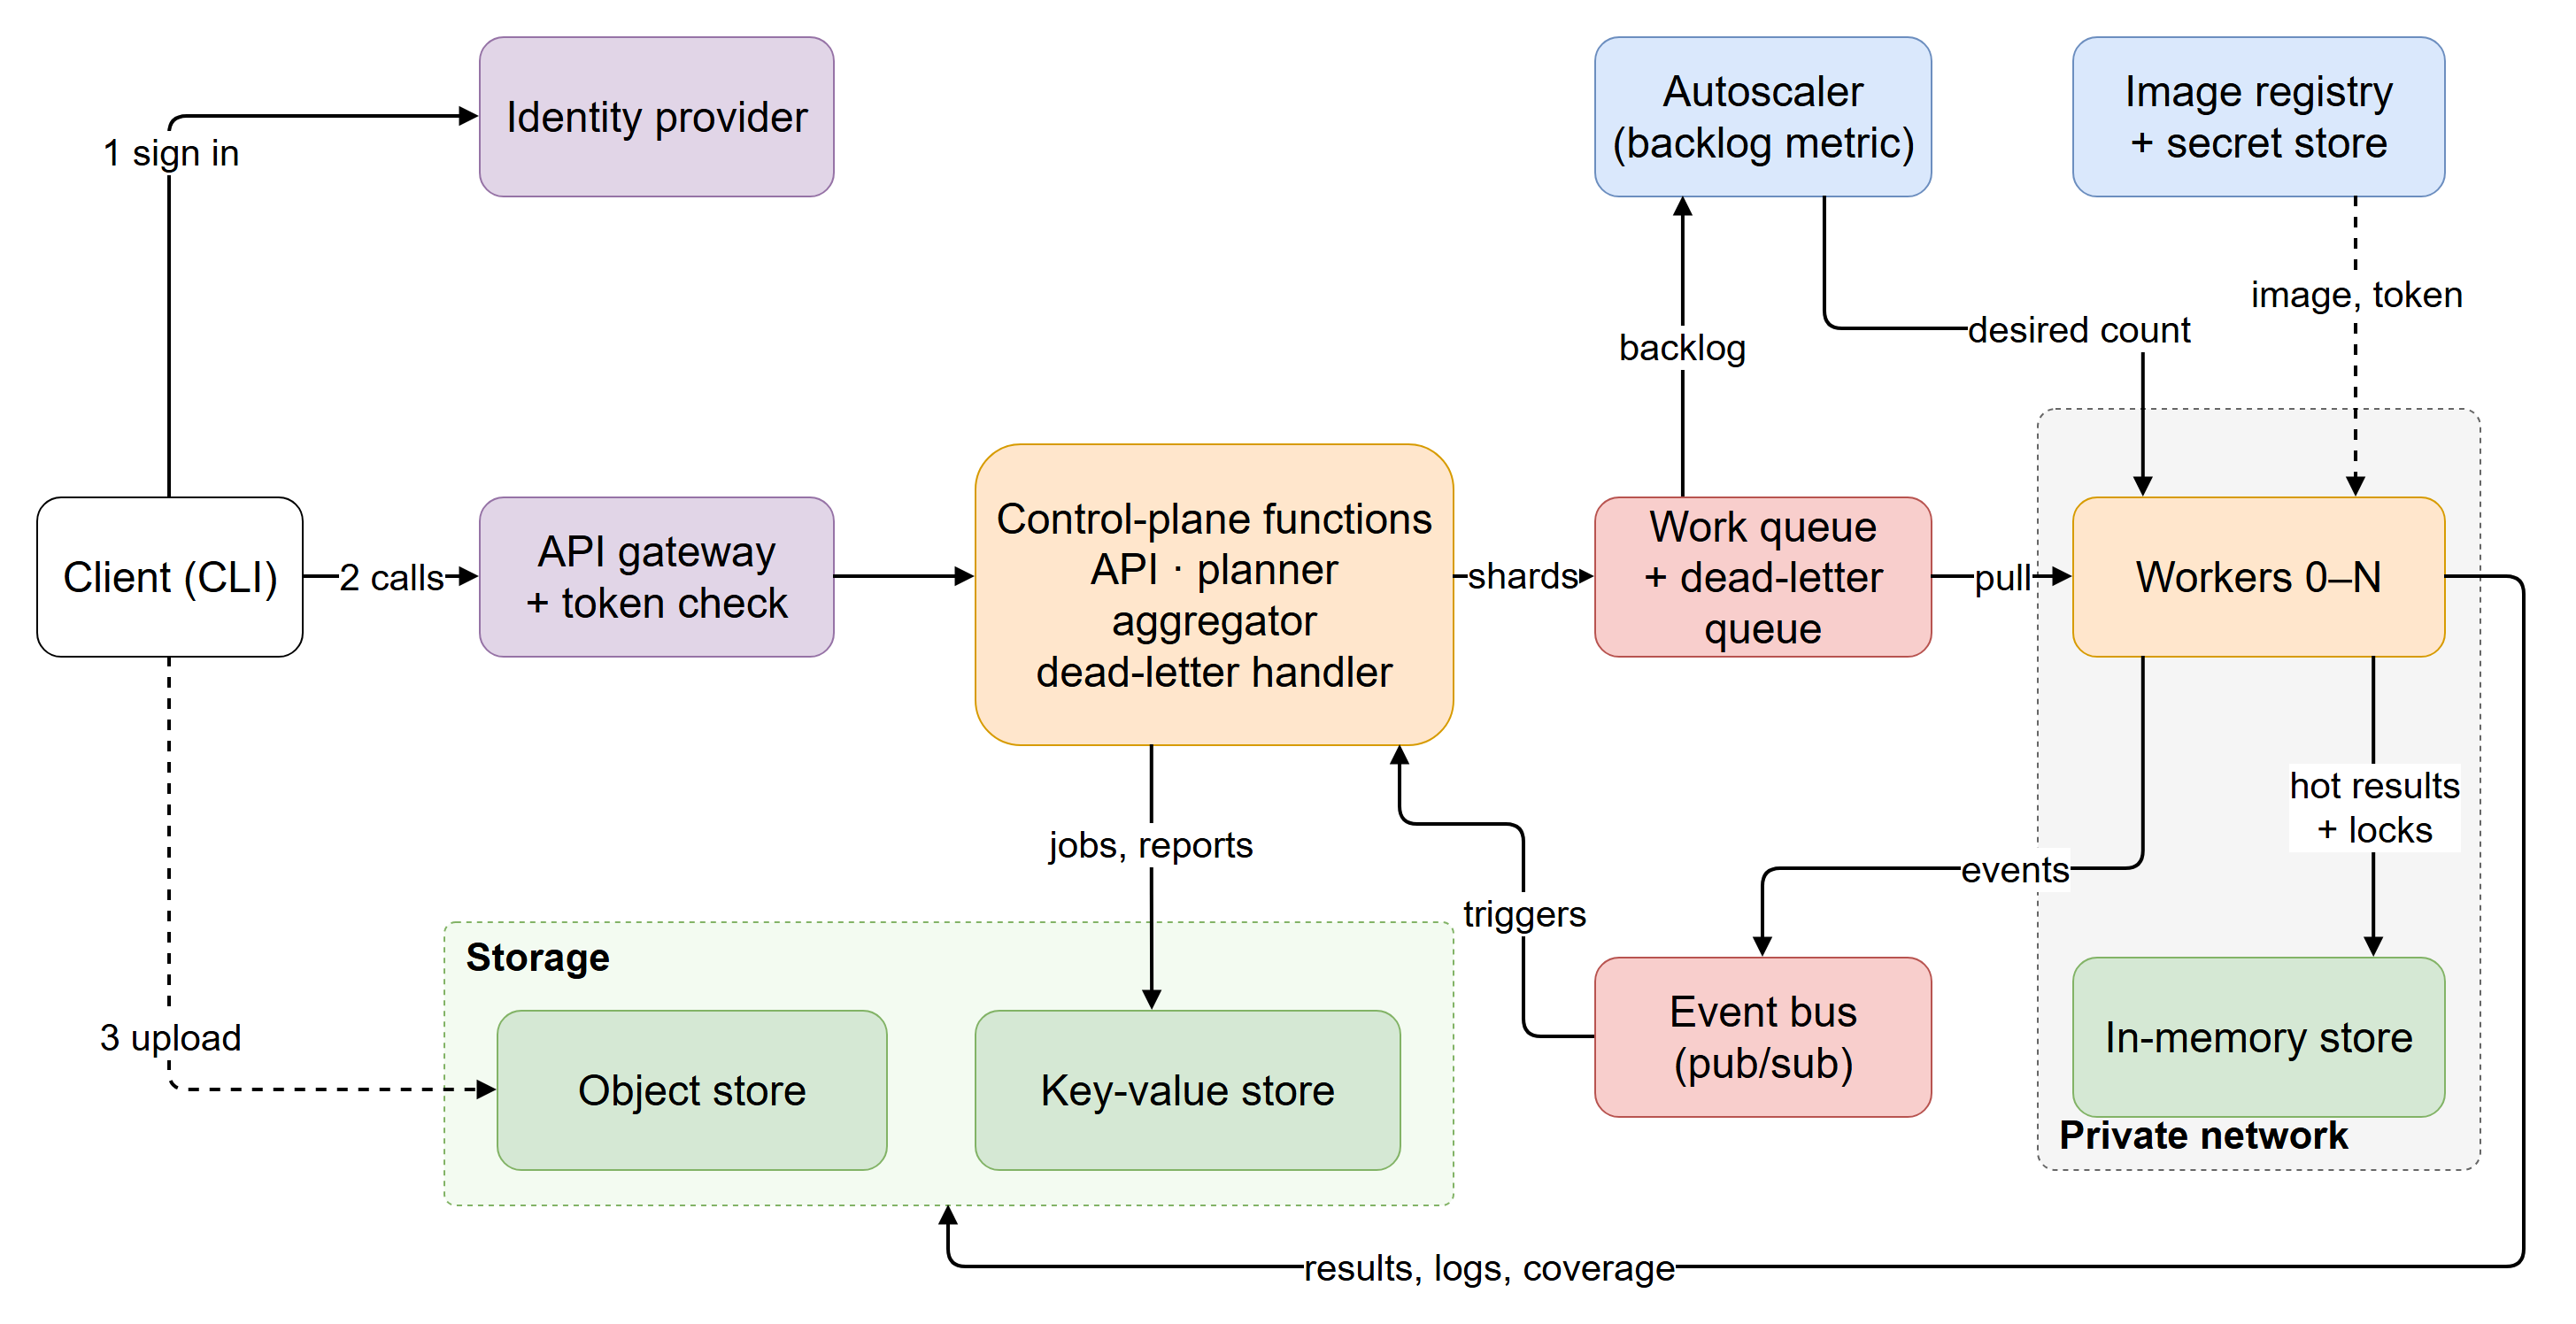 Identity provider
Autoscaler
(backlog metric)
Image registry
+ secret store
1 sign in
image, token
desired count
backlog
Client (CLI)
2 calls
API gateway
+ token check
Control-plane functions
API · planner
aggregator
dead-letter handler
shards
Work queue
+ dead-letter
queue
pull
Workers 0–N
hot results
+ locks
jobs, reports
events
triggers
Storage
3 upload
Object store
Key-value store
Event bus
(pub/sub)
In-memory store
Private network
results, logs, coverage